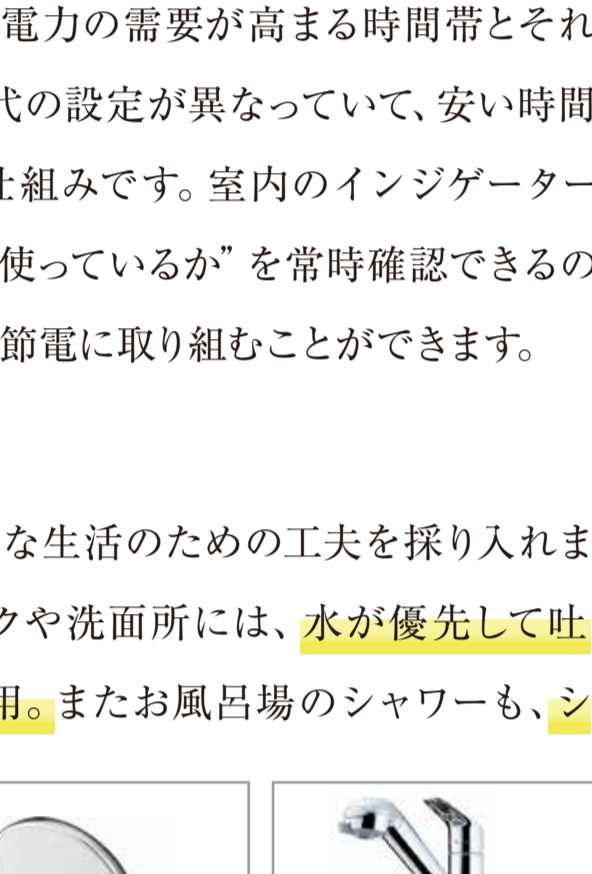 電力の需要が高まる時間帯とそれ
代の設定が異なっていて、安い時間
仕組みです。室内のインジゲーター
使っているか”を常時確認できるの
節電に取り組むことができます。
な生活のための工夫を採り入れま
クや洗面所には、水が優先して吐
用。またお風呂場のシャワーも、シ